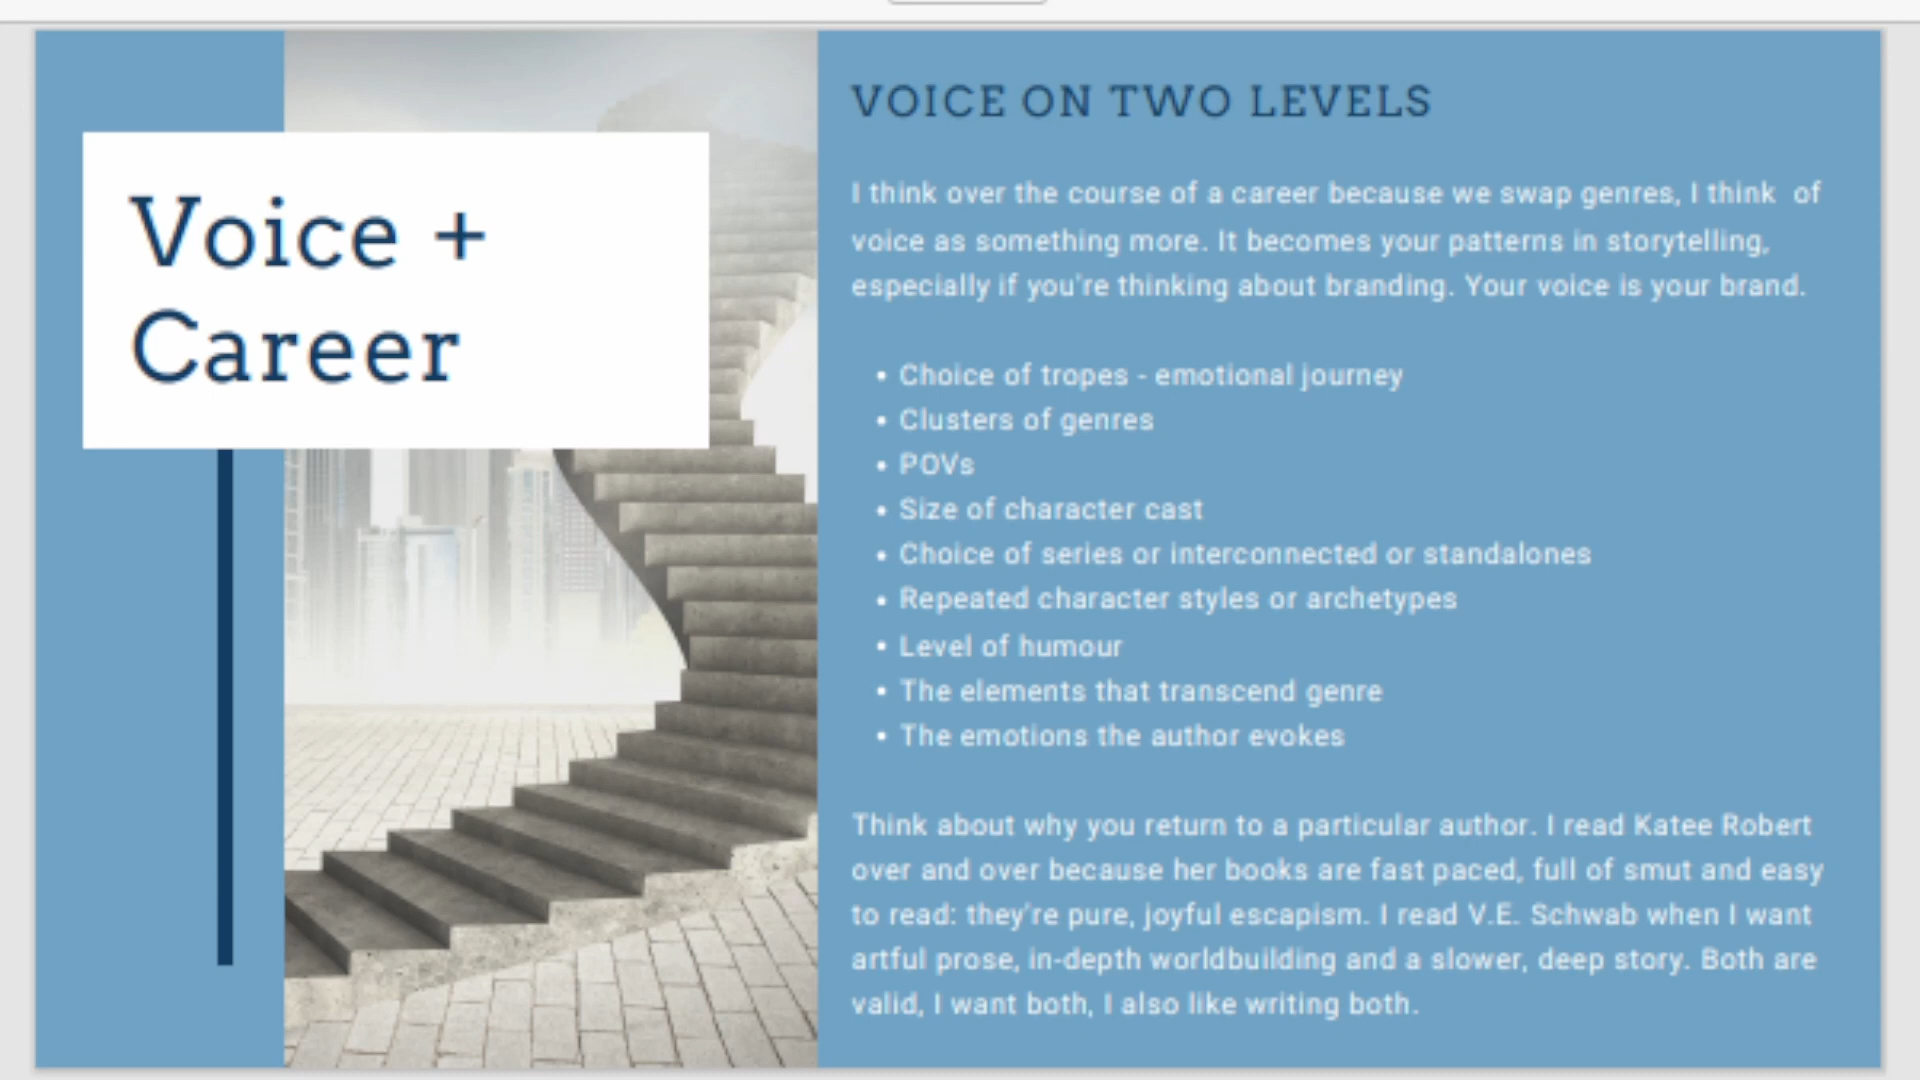 Voice +
Career
VOICE ON TWO LEVELS
I think over the course of a career because we swap genres, I think  of
voice as something more. It becomes your patterns in storytelling,
especially if you're thinking about branding. Your voice is your brand.
• Choice of tropes - emotional journey
• Clusters of genres
• POVs
• Size of character cast
• Choice of series or interconnected or standalones
• Repeated character styles or archetypes
• Level of humour
• The elements that transcend genre
• The emotions the author evokes
Think about why you return to a particular author. I read Katee Robert
over and over because her books are fast paced, full of smut and easy
to read: they're pure, joyful escapism. I read V.E. Schwab when I want
artful prose, in-depth worldbuilding and a slower, deep story. Both are
valid, I want both, I also like writing both.